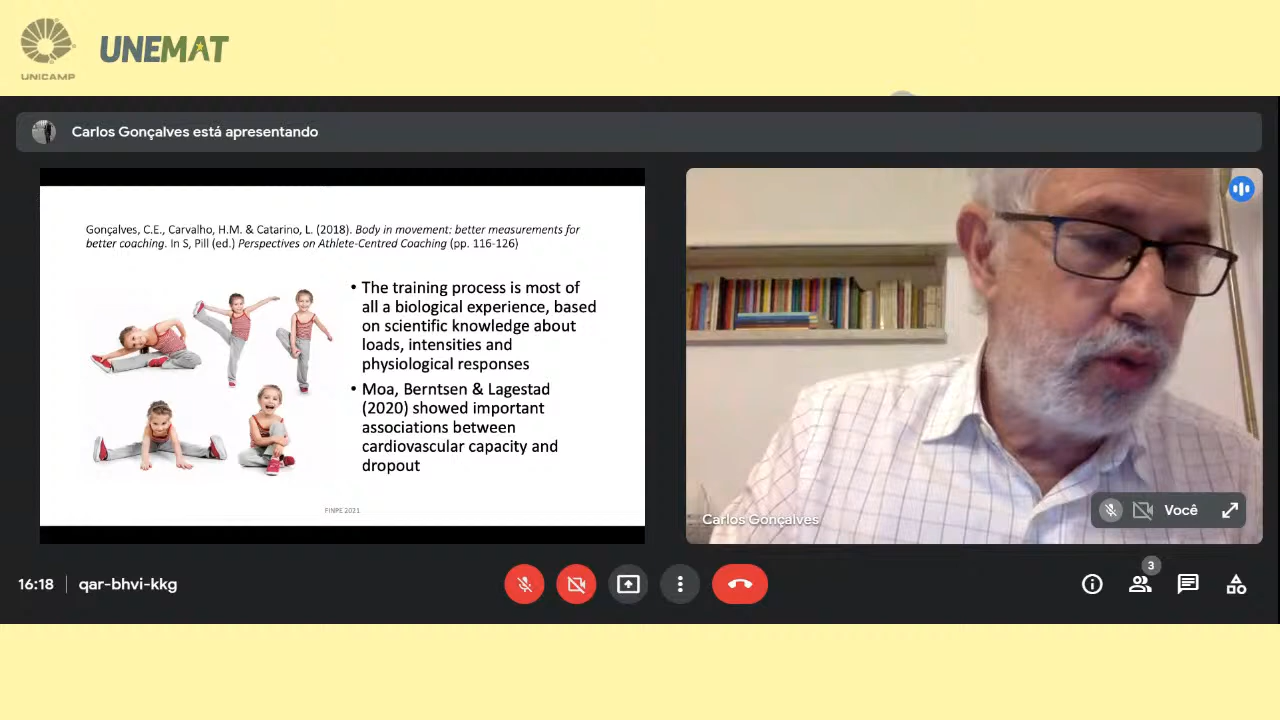 UNICAMP
UNEMAT
Carlos Gonçalves está apresentando
Gonçalves, C.E., Carvalho, H.M. & Catarino, L. (2018). Body in movement: better measurements for
better coaching. In S, Pill (ed.) Perspectives on Athlete-Centred Coaching (pp. 116-126)
• The training process is most of
all a biological experience, based
on scientific knowledge about
loads, intensities and
physiological responses
• Moa, Berntsen & Lagestad
(2020) showed important
associations between
cardiovascular capacity and
dropout
FINPE 2021
Carlos Gonçalves
Você
16:18
qar-bhvi-kkg
3